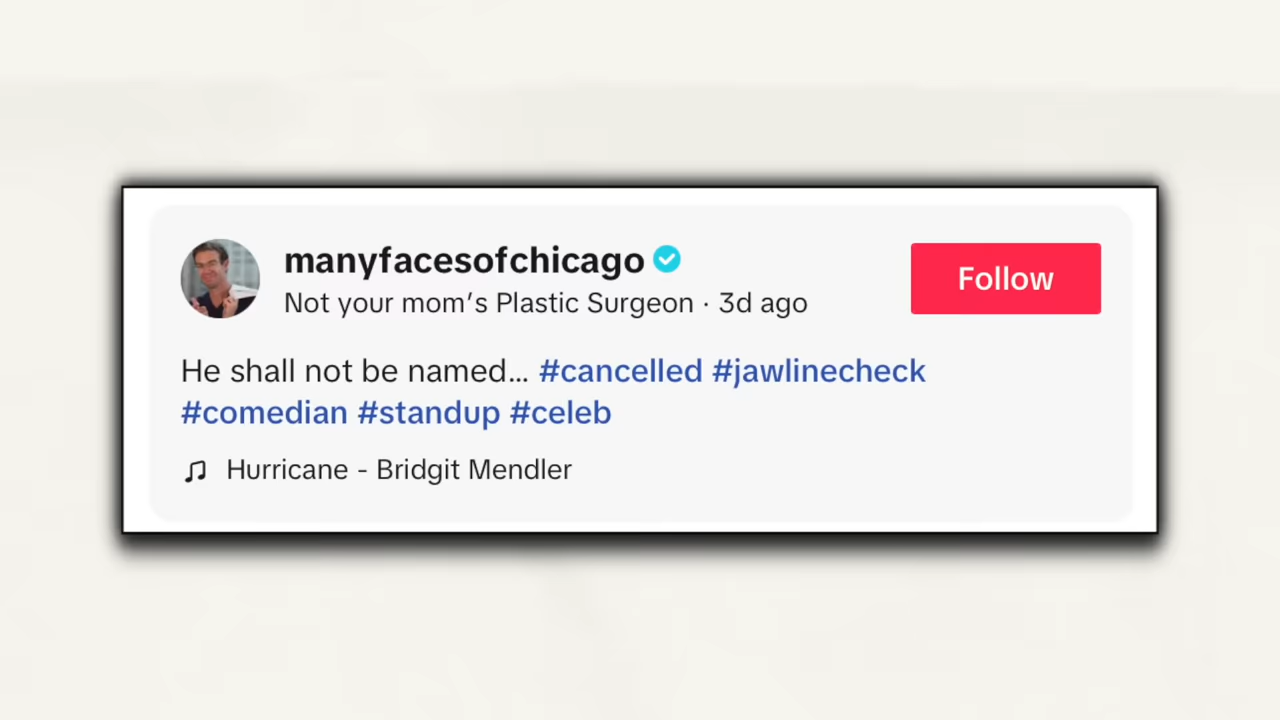 manyfacesofchicago
Not your mom’s Plastic Surgeon · 3d ago
Follow
He shall not be named... #cancelled #jawlinecheck
#comedian #standup #celeb
Hurricane - Bridgit Mendler